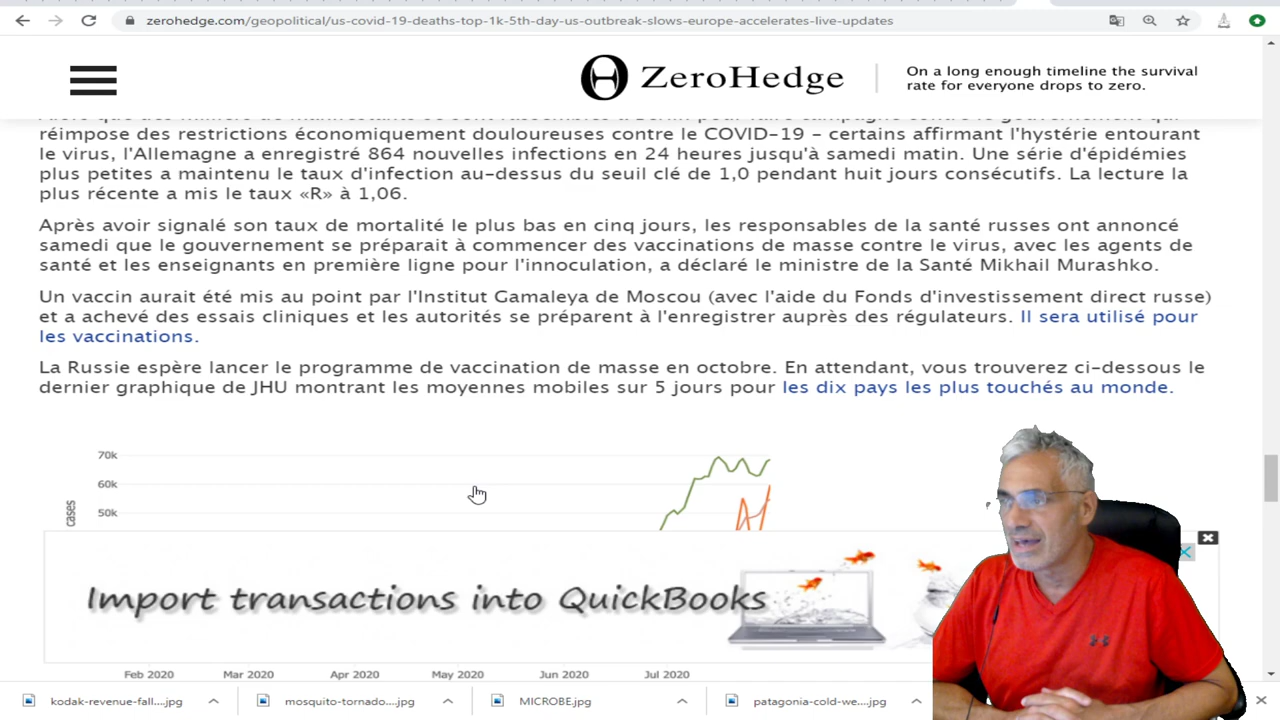 zerohedge.com/geopolitical/us-covid-19-deaths-top-1k-5th-day-us-outbreak-slows-europe-accelerates-live-updates
ZeroHedge
On a long enough timeline the survival
rate for everyone drops to zero.
réimpose des restrictions économiquement douloureuses contre le COVID-19 - certains affirmant l'hystérie entourant
le virus, l'Allemagne a enregistré 864 nouvelles infections en 24 heures jusqu'à samedi matin. Une série d'épidémies
plus petites a maintenu le taux d'infection au-dessus du seuil clé de 1,0 pendant huit jours consécutifs. La lecture la
plus récente a mis le taux «R» à 1,06.
Après avoir signalé son taux de mortalité le plus bas en cinq jours, les responsables de la santé russes ont annoncé
samedi que le gouvernement se préparait à commencer des vaccinations de masse contre le virus, avec les agents de
santé et les enseignants en première ligne pour l'innoculation, a déclaré le ministre de la Santé Mikhail Murashko.
Un vaccin aurait été mis au point par l'Institut Gamaleya de Moscou (avec l'aide du Fonds d'investissement direct russe)
et a achevé des essais cliniques et les autorités se préparent à l'enregistrer auprès des régulateurs. Il sera utilisé pour
les vaccinations.
La Russie espère lancer le programme de vaccination de masse en octobre. En attendant, vous trouverez ci-dessous le
dernier graphique de JHU montrant les moyennes mobiles sur 5 jours pour les dix pays les plus touchés au monde.
70k
60k
50k
cases
Import transactions into QuickBooks
Feb 2020 Mar 2020 Apr 2020 May 2020 Jun 2020 Jul 2020
kodak-revenue-fall....jpg mosquito-tornado....jpg MICROBE.jpg patagonia-cold-we....jpg